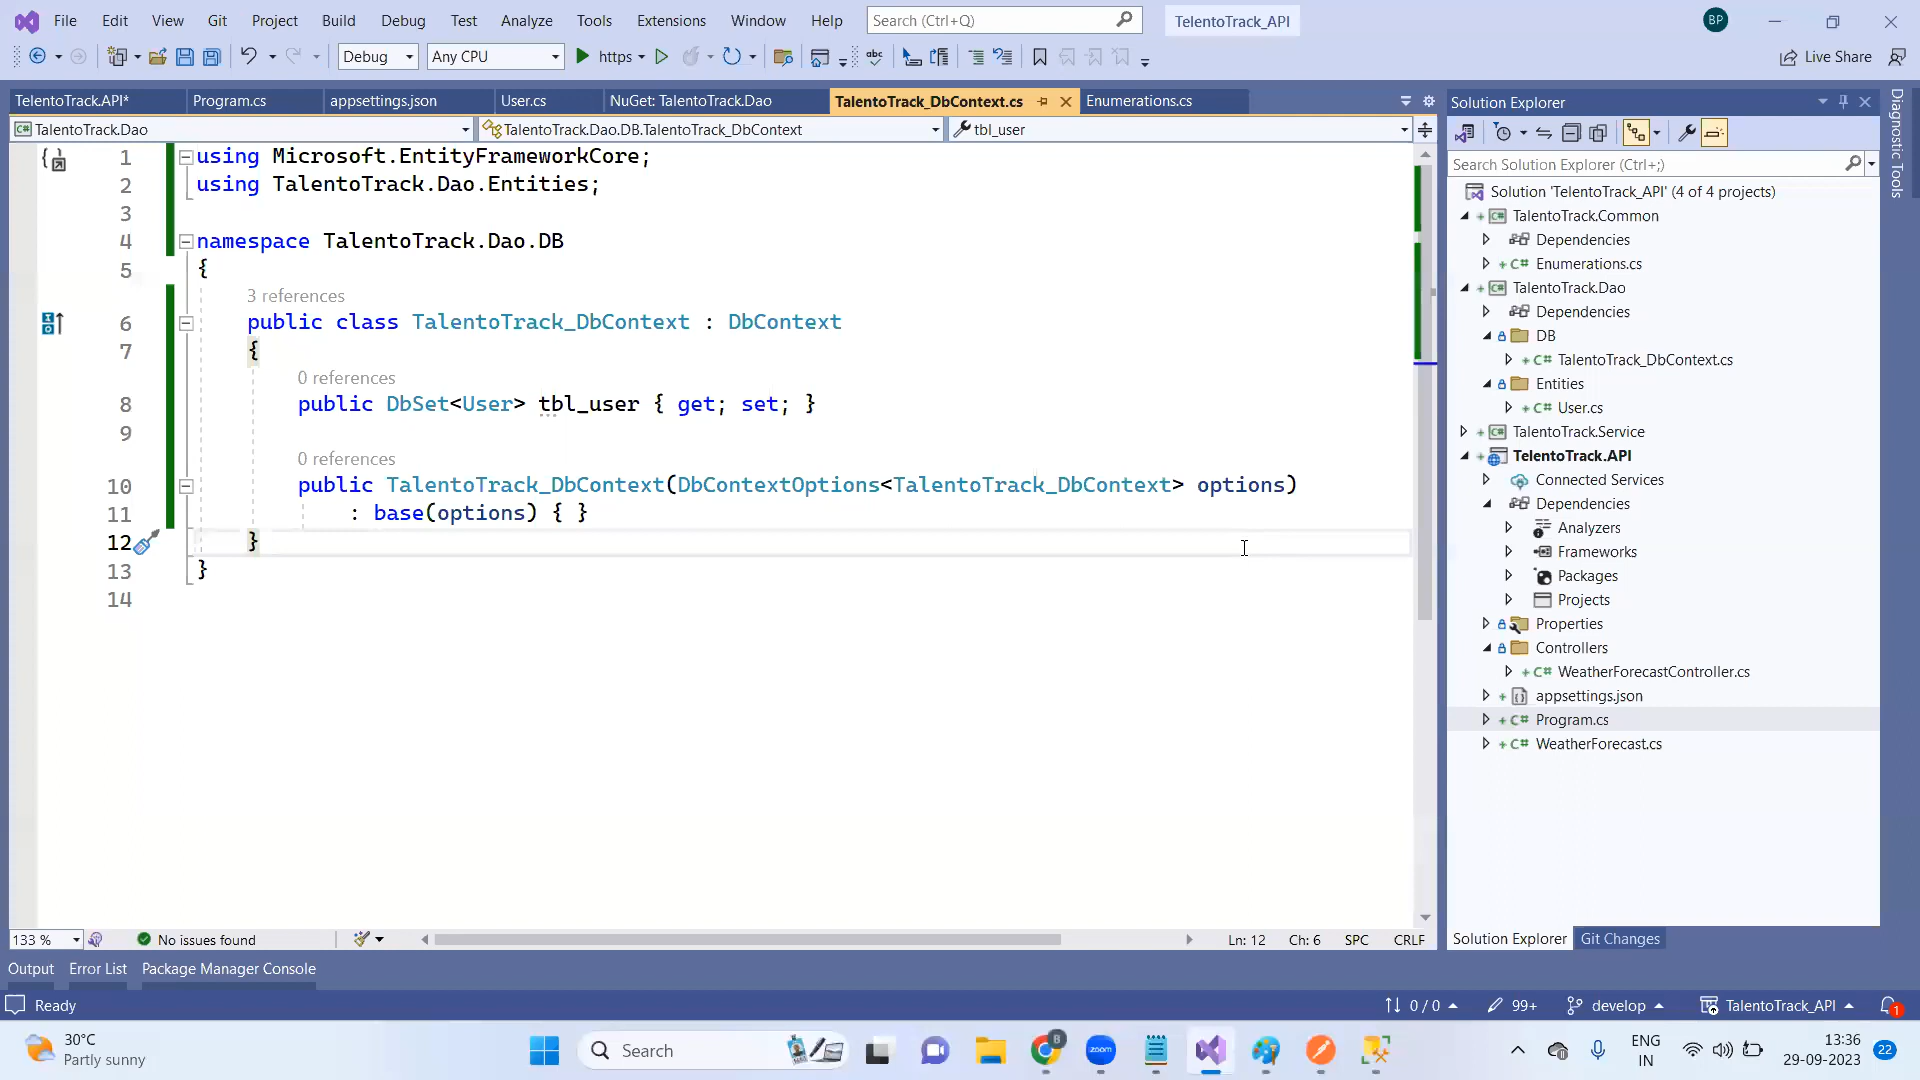 File Edit View Git Project Build Debug Test Analyze Tools Extensions Window Help Search (Ctrl+Q) TelentoTrack_API BP
Debug Any CPU https Live Share
TelentoTrack.API* Program.cs appsettings.json User.cs NuGet: TalentoTrack.Dao TalentoTrack_DbContext.cs Enumerations.cs
TalentoTrack.Dao TalentoTrack.Dao.DB.TalentoTrack_DbContext tbl_user
1 using Microsoft.EntityFrameworkCore;
2 using TalentoTrack.Dao.Entities;
3
4 namespace TalentoTrack.Dao.DB
5 {
3 references
6 public class TalentoTrack_DbContext : DbContext
7 {
0 references
8 public DbSet<User> tbl_user { get; set; }
9
0 references
10 public TalentoTrack_DbContext(DbContextOptions<TalentoTrack_DbContext> options)
11 : base(options) { }
12 }
13 }
14
133 % No issues found Ln: 12 Ch: 6 SPC CRLF
Solution Explorer
Search Solution Explorer (Ctrl+;)
Solution 'TelentoTrack_API' (4 of 4 projects)
TalentoTrack.Common
Dependencies
Enumerations.cs
TalentoTrack.Dao
Dependencies
DB
TalentoTrack_DbContext.cs
Entities
User.cs
TalentoTrack.Service
TelentoTrack.API
Connected Services
Dependencies
Analyzers
Frameworks
Packages
Projects
Properties
Controllers
WeatherForecastController.cs
appsettings.json
Program.cs
WeatherForecast.cs
Solution Explorer Git Changes
Diagnostic Tools
Output Error List Package Manager Console
Ready 0 / 0 99+ develop TalentoTrack_API 1
30°C
Partly sunny
Search
zoom
B
ENG
IN
13:36
29-09-2023
22